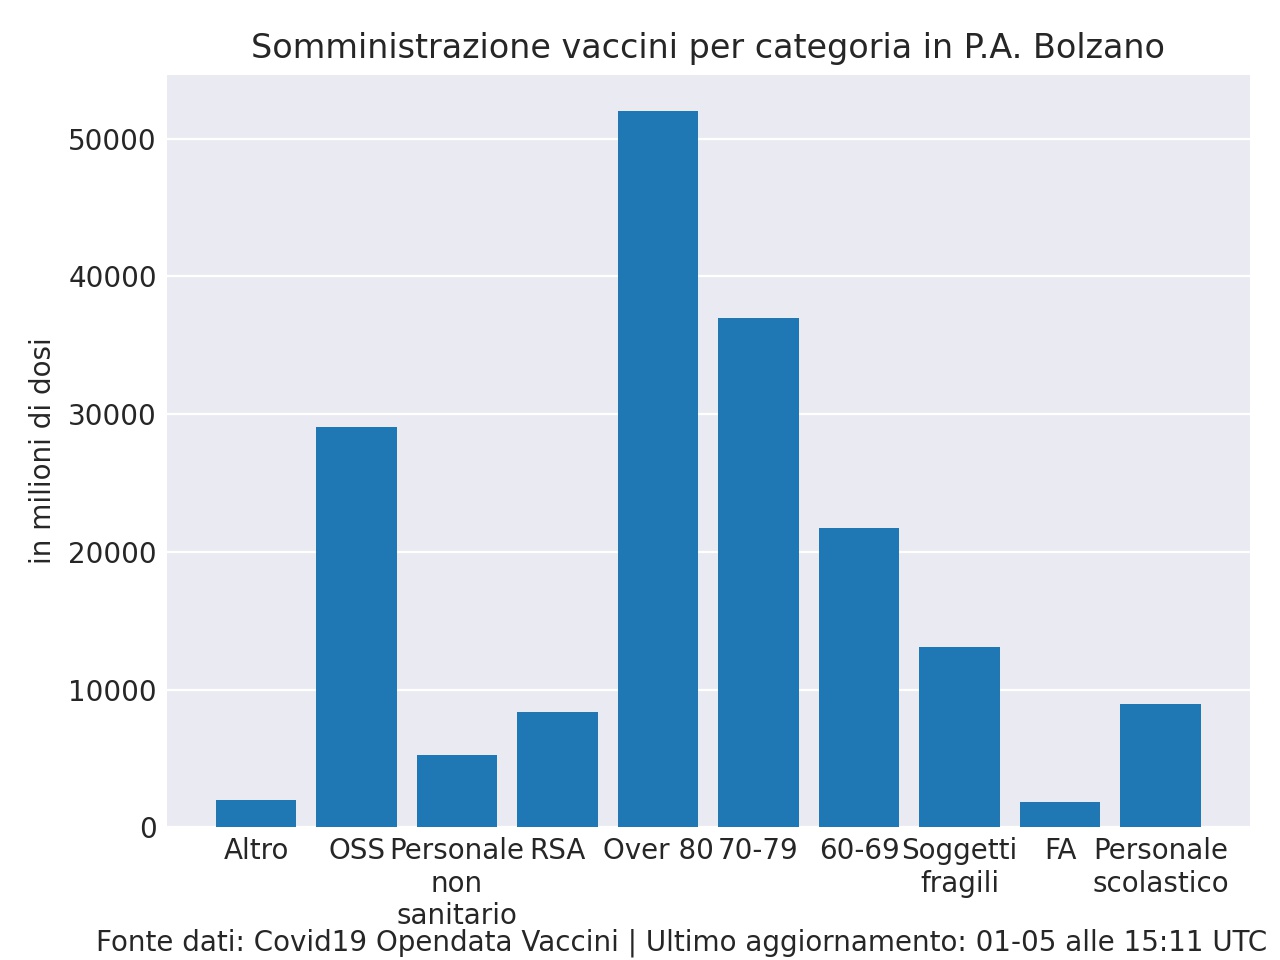 Somministrazione vaccini per categoria in P.A. Bolzano
in milioni di dosi
50000
40000
30000
20000
10000
0
Altro
OSS
Personale
non
sanitario
RSA
Over 80
70-79
60-69
Soggetti
fragili
FA
Personale
scolastico
Fonte dati: Covid19 Opendata Vaccini | Ultimo aggiornamento: 01-05 alle 15:11 UTC